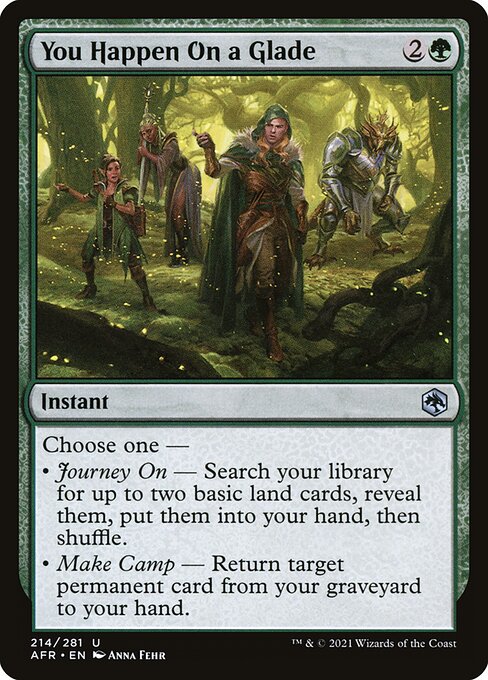 You Happen On a Glade 2
Instant
Choose one —
• Journey On — Search your library
for up to two basic land cards, reveal
them, put them into your hand, then
shuffle.
• Make Camp — Return target
permanent card from your graveyard
to your hand.
214/281 U
AFR • EN Anna Fehr
™ & © 2021 Wizards of the Coast